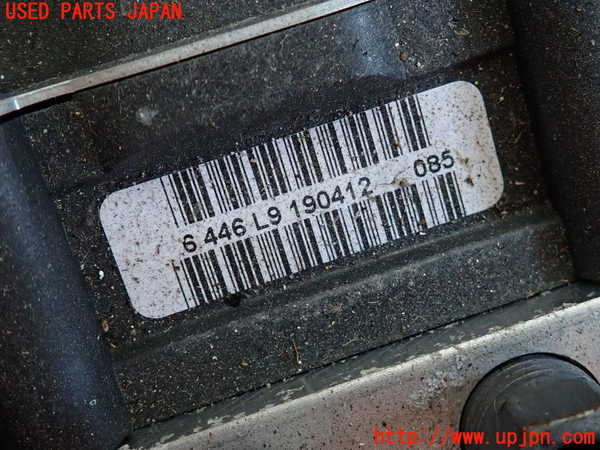 USED PARTS JAPAN
6 446 L9 190412 085
http://www.upjpn.com